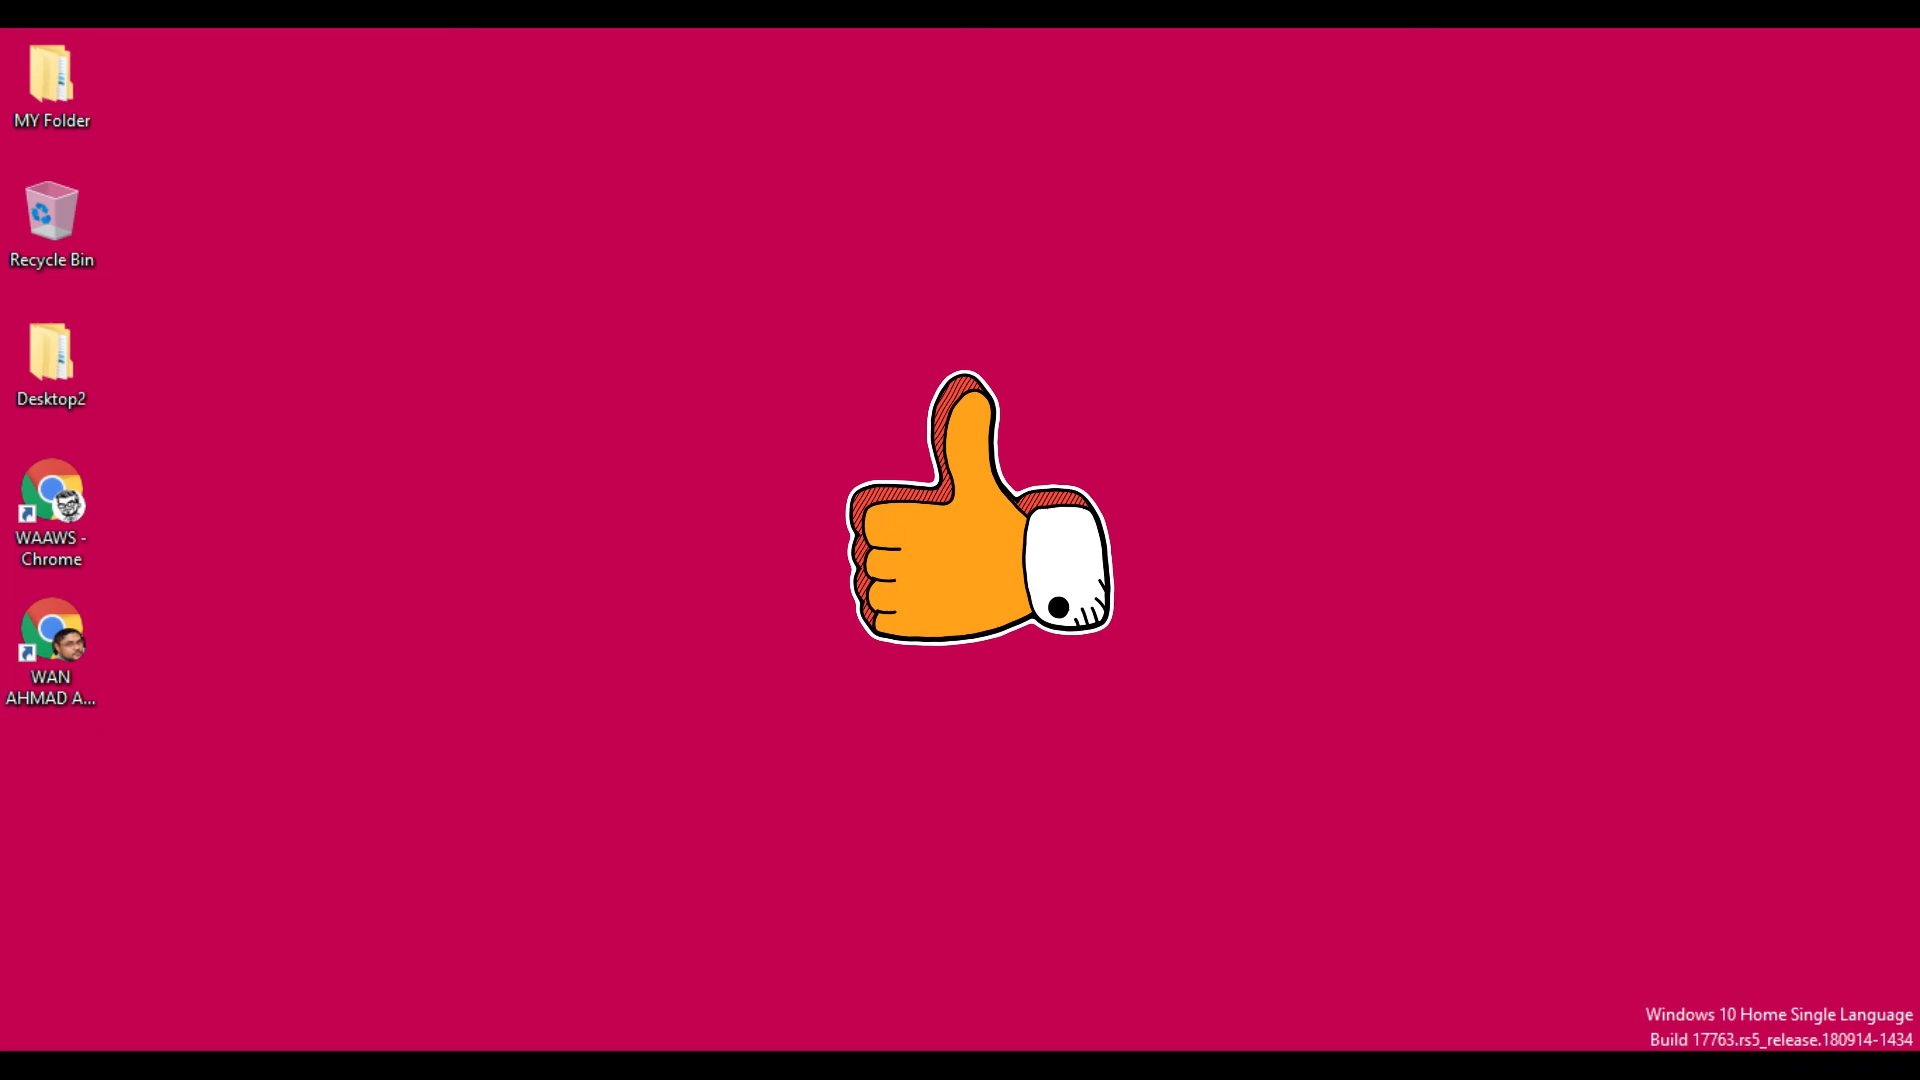 MY Folder
Recycle Bin
Desktop2
WAAWS -
Chrome
WAN
AHMAD A...
Windows 10 Home Single Language
Build 17763.rs5_release.180914-1434